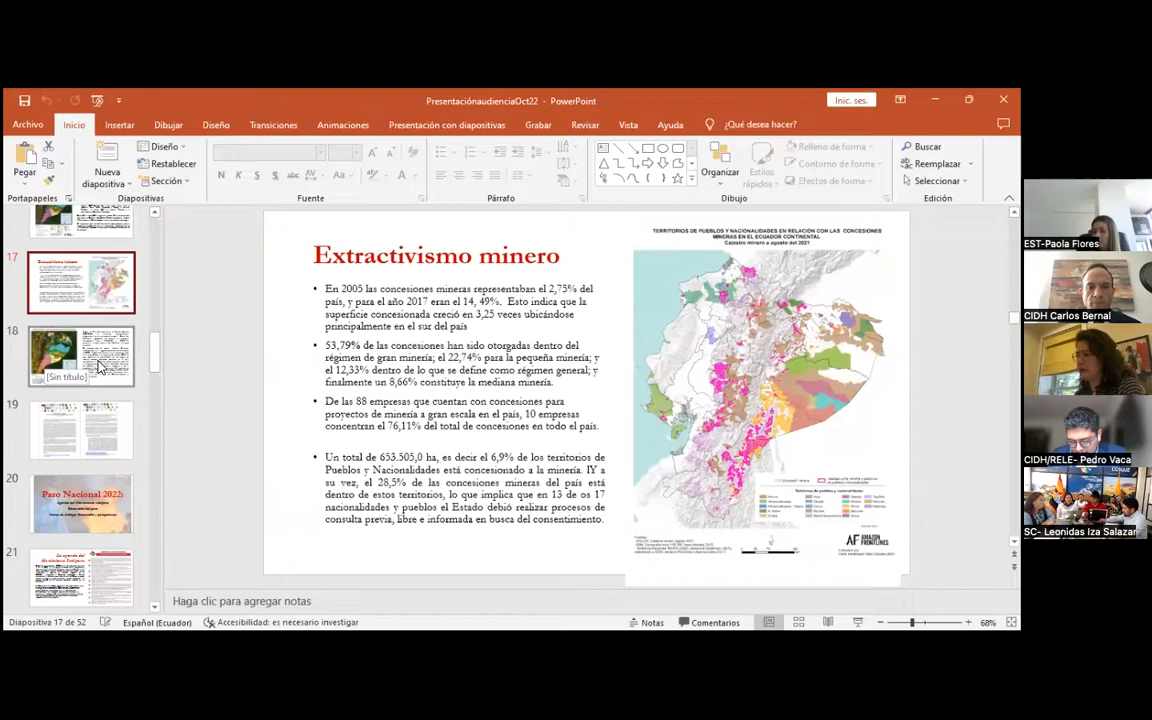 PresentaciónaudienciaOct22 - PowerPoint
Inic. ses.
Archivo
Inicio
Insertar
Dibujar
Diseño
Transiciones
Animaciones
Presentación con diapositivas
Grabar
Revisar
Vista
Ayuda
¿Qué desea hacer?
Pegar
Nueva
diapositiva
Diseño
Restablecer
Sección
N K S S abc AV Aa
Organizar
Estilos
rápidos
Relleno de forma
Contorno de forma
Efectos de forma
Buscar
Reemplazar
Seleccionar
Portapapeles
Diapositivas
Fuente
Párrafo
Dibujo
Edición
17
18
[Sin título]
19
20
Paro Nacional 2022:
21
Extractivismo minero
• En 2005 las concesiones mineras representaban el 2,75% del
país, y para el año 2017 eran el 14, 49%. Esto indica que la
superficie concesionada creció en 3,25 veces ubicándose
principalmente en el sur del país
• 53,79% de las concesiones han sido otorgadas dentro del
régimen de gran minería; el 22,74% para la pequeña minería; y
el 12,33% dentro de lo que se define como régimen general; y
finalmente un 8,66% constituye la mediana minería.
• De las 88 empresas que cuentan con concesiones para
proyectos de minería a gran escala en el país, 10 empresas
concentran el 76,11% del total de concesiones en todo el país.
• Un total de 653.505,0 ha, es decir el 6,9% de los territorios de
Pueblos y Nacionalidades está concesionado a la minería. IY a
su vez, el 28,5% de las concesiones mineras del país está
dentro de estos territorios, lo que implica que en 13 de os 17
nacionalidades y pueblos el Estado debió realizar procesos de
consulta previa, libre e informada en busca del consentimiento.
TERRITORIOS DE PUEBLOS Y NACIONALIDADES EN RELACIÓN CON LAS CONCESIONES
MINERAS EN EL ECUADOR CONTINENTAL
Catastro minero a agosto del 2021
AF AMAZON
FRONTLINES
Haga clic para agregar notas
Diapositiva 17 de 52
Español (Ecuador)
Accesibilidad: es necesario investigar
Notas
Comentarios
68%
EST-Paola Flores
CIDH Carlos Bernal
CIDH/RELE- Pedro Vaca
CONAIE
SC- Leonidas Iza Salazar